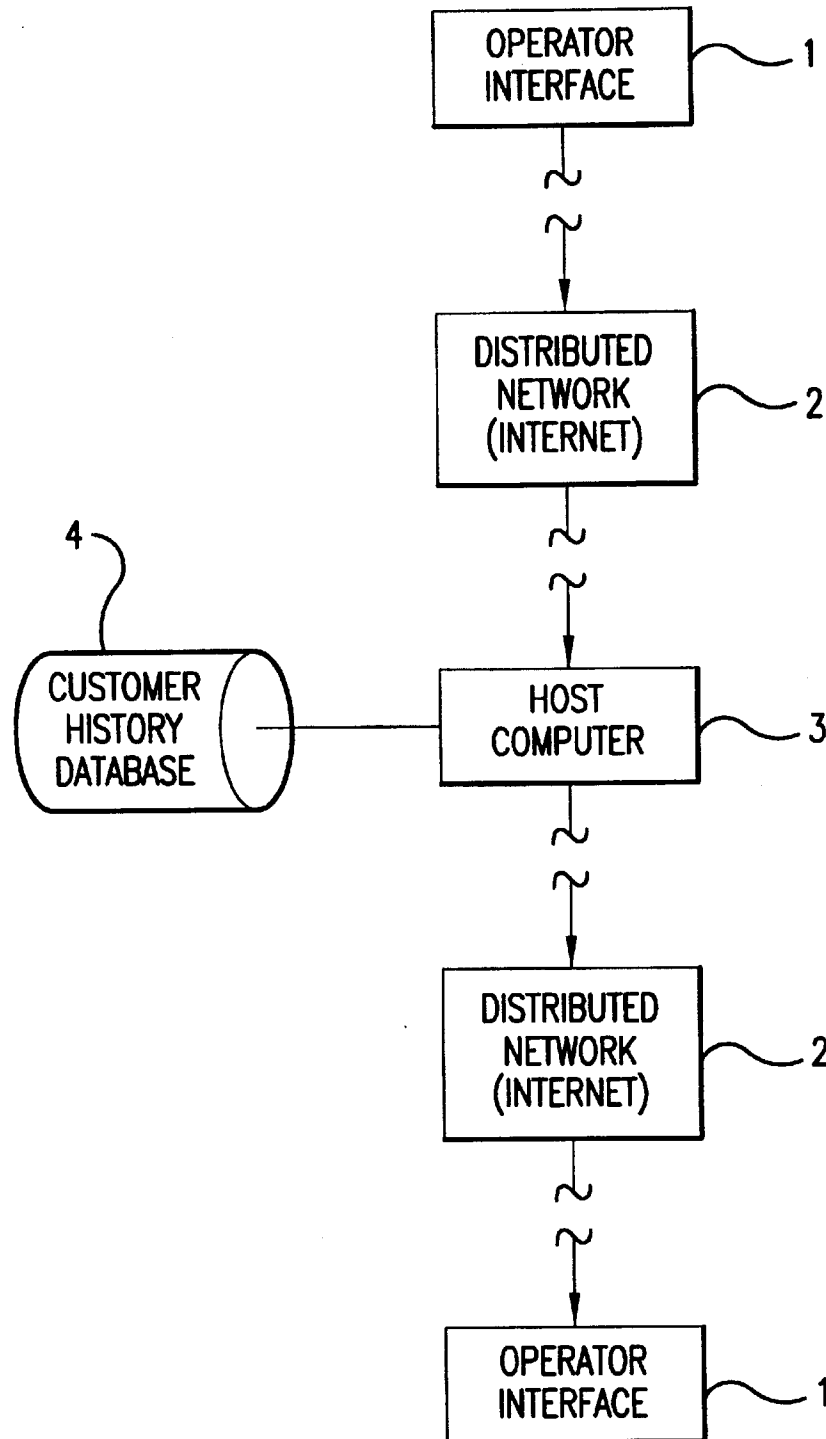 OPERATOR
INTERFACE
1
DISTRIBUTED
NETWORK
(INTERNET)
2
4
CUSTOMER
HISTORY
DATABASE
HOST
COMPUTER
3
DISTRIBUTED
NETWORK
(INTERNET)
2
OPERATOR
INTERFACE
1